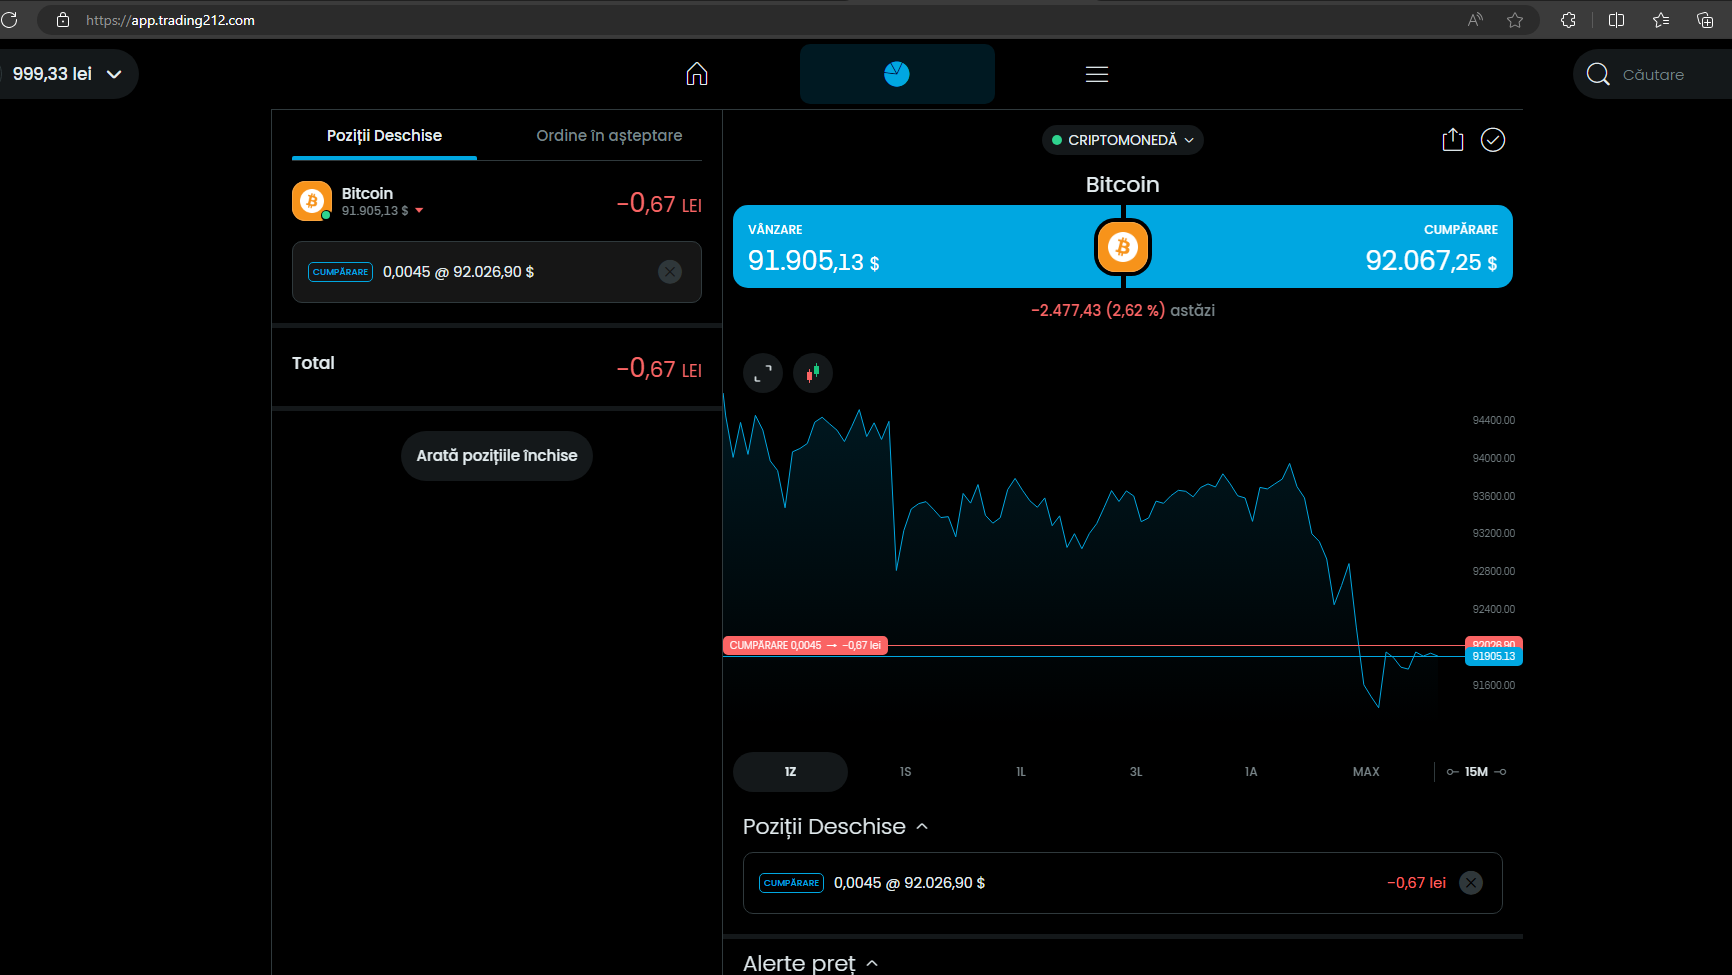 https://app.trading212.com
999,33 lei
Căutare
Poziții Deschise
Ordine în așteptare
Bitcoin
91.905,13 $
−0,67 LEI
CUMPĂRARE 0,0045 @ 92.026,90 $
Total
−0,67 LEI
Arată pozițiile închise
CRIPTOMONEDĂ
Bitcoin
VÂNZARE
91.905,13 $
CUMPĂRARE
92.067,25 $
−2.477,43 (2,62 %) astăzi
94400.00
94000.00
93600.00
93200.00
92800.00
92400.00
CUMPĂRARE 0,0045 → −0,67 lei
92026.90
91905.13
91600.00
1Z
1S
1L
3L
1A
MAX
15M
Poziții Deschise
CUMPĂRARE 0,0045 @ 92.026,90 $
−0,67 lei
Alerte preț